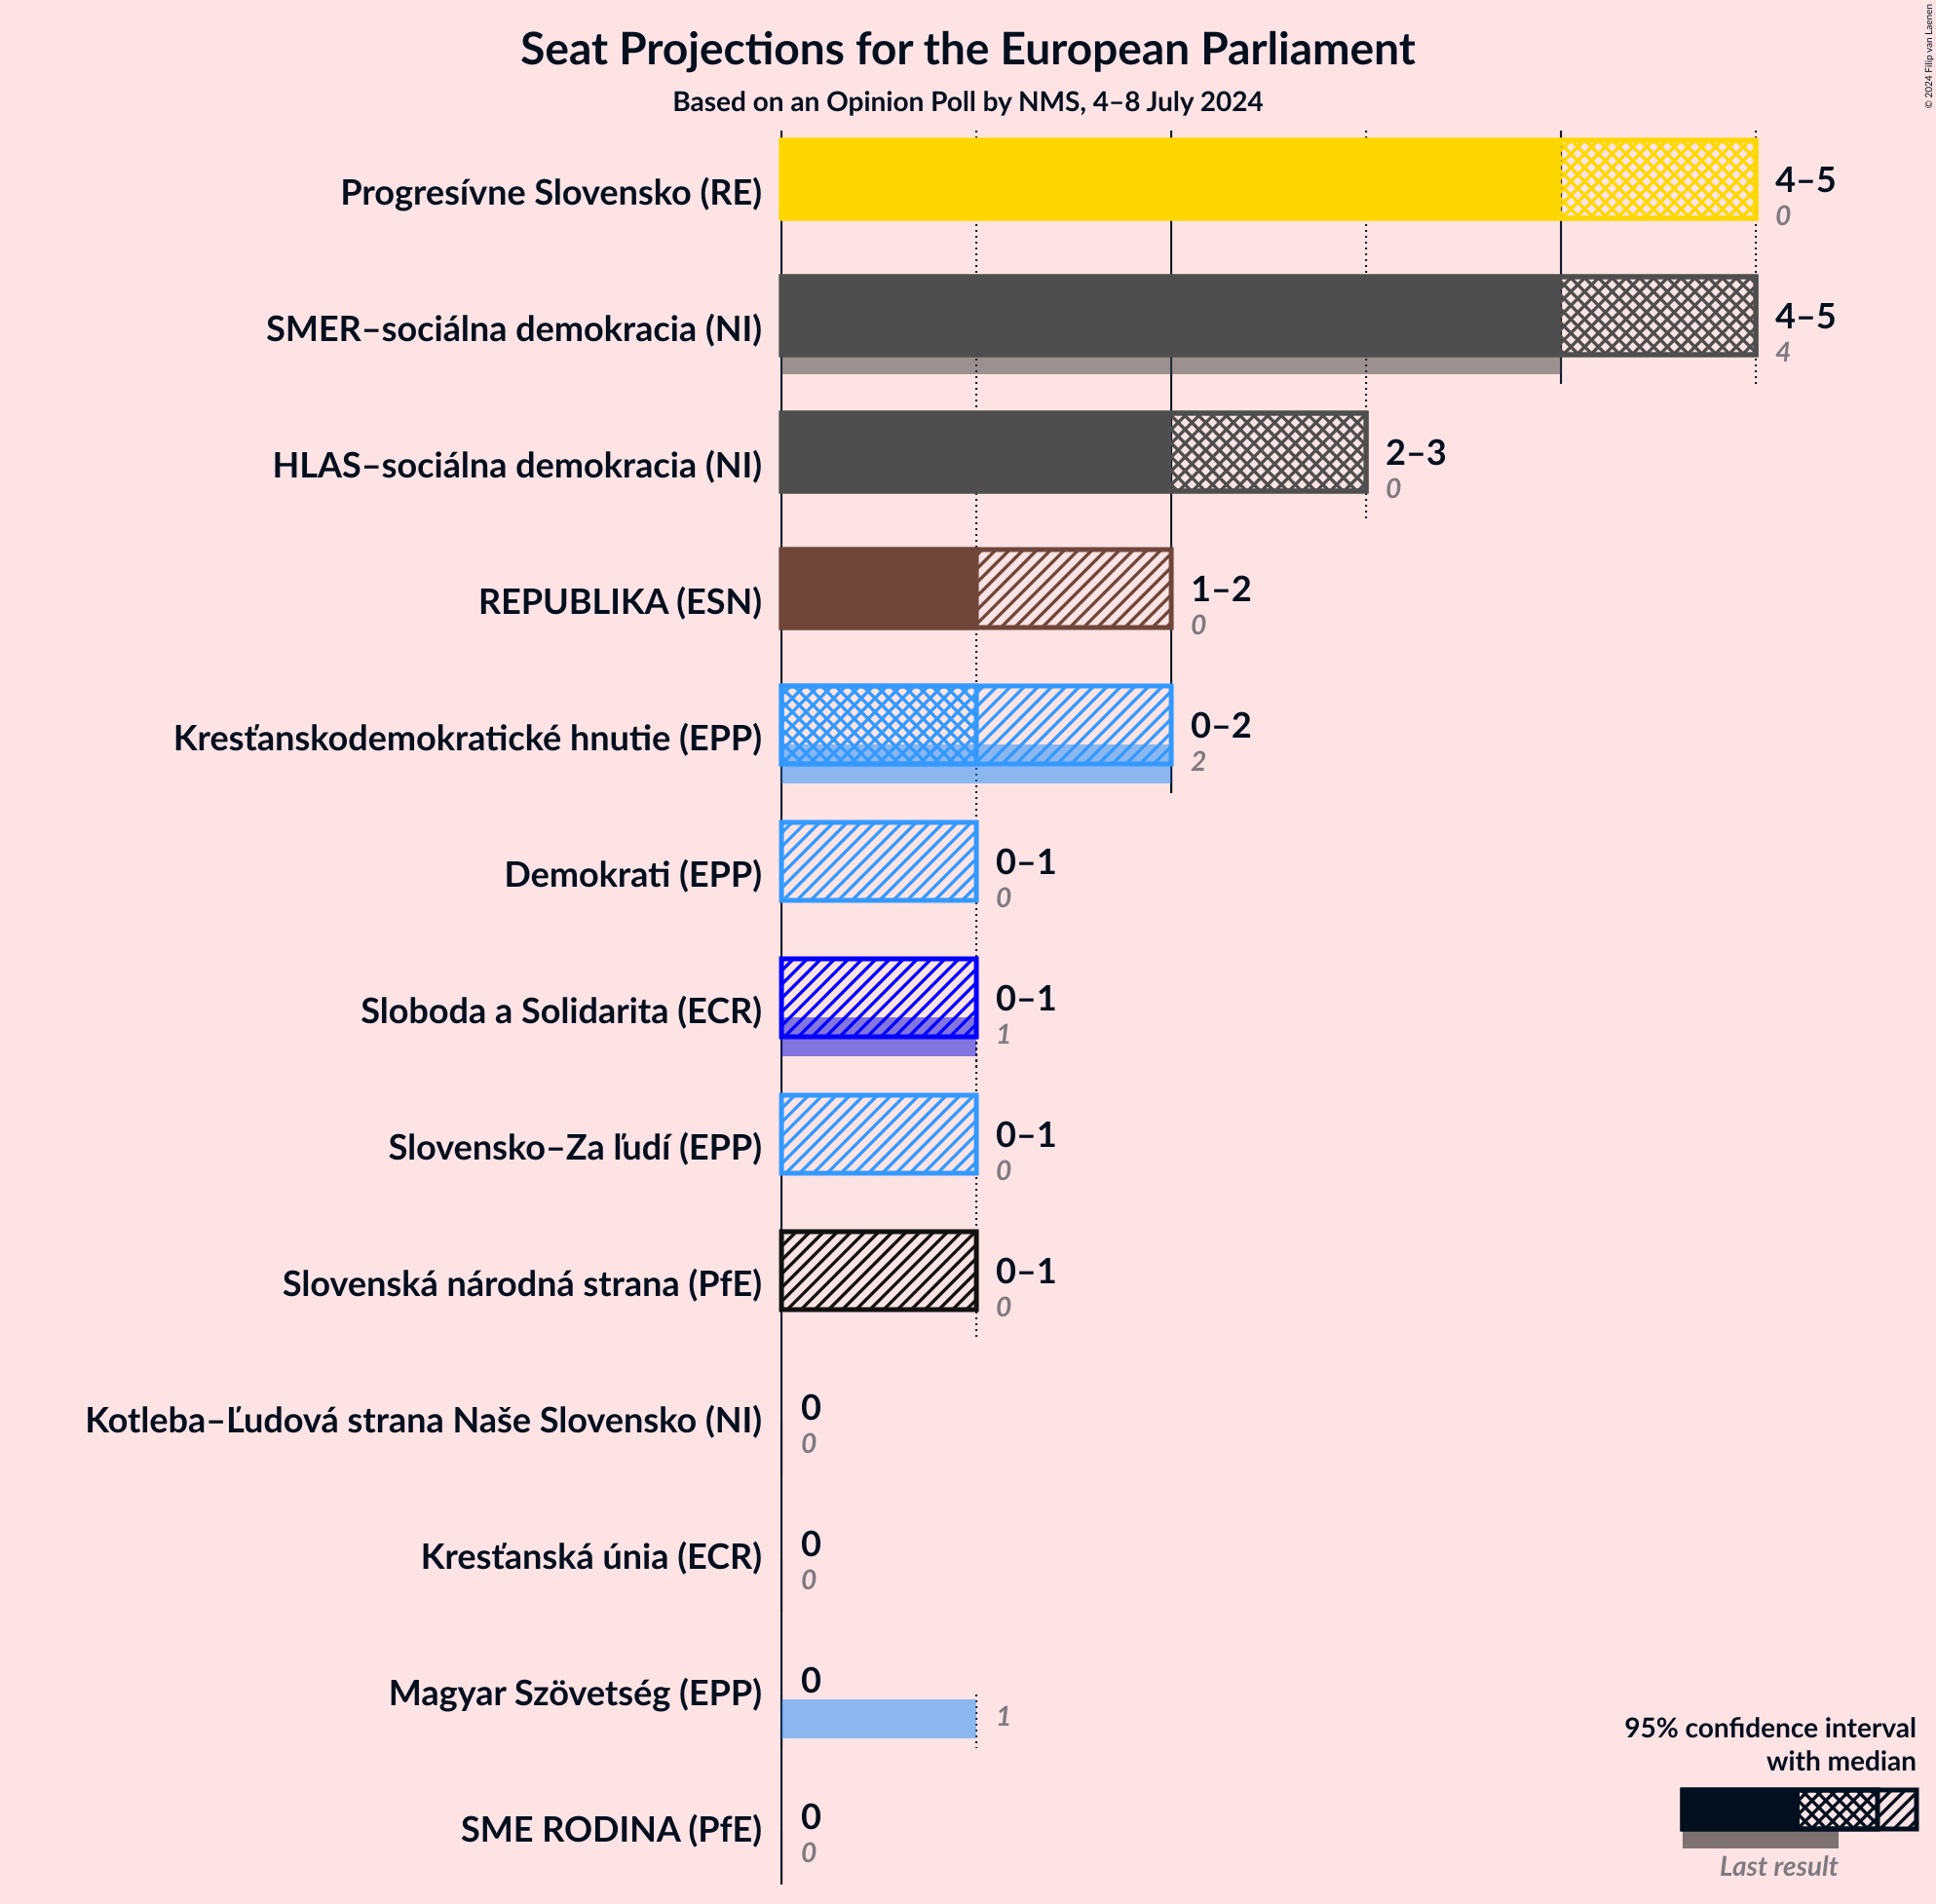 Seat Projections for the European Parliament
Based on an Opinion Poll by NMS, 4–8 July 2024
© 2024 Filip van Laenen
Progresívne Slovensko (RE)
4–5
0
SMER–sociálna demokracia (NI)
4–5
4
HLAS–sociálna demokracia (NI)
2–3
0
REPUBLIKA (ESN)
1–2
0
Kresťanskodemokratické hnutie (EPP)
0–2
2
Demokrati (EPP)
0–1
0
Sloboda a Solidarita (ECR)
0–1
1
Slovensko–Za ľudí (EPP)
0–1
0
Slovenská národná strana (PfE)
0–1
0
Kotleba–Ľudová strana Naše Slovensko (NI)
0
0
Kresťanská únia (ECR)
0
0
Magyar Szövetség (EPP)
0
1
SME RODINA (PfE)
0
0
95% confidence interval
with median
Last result